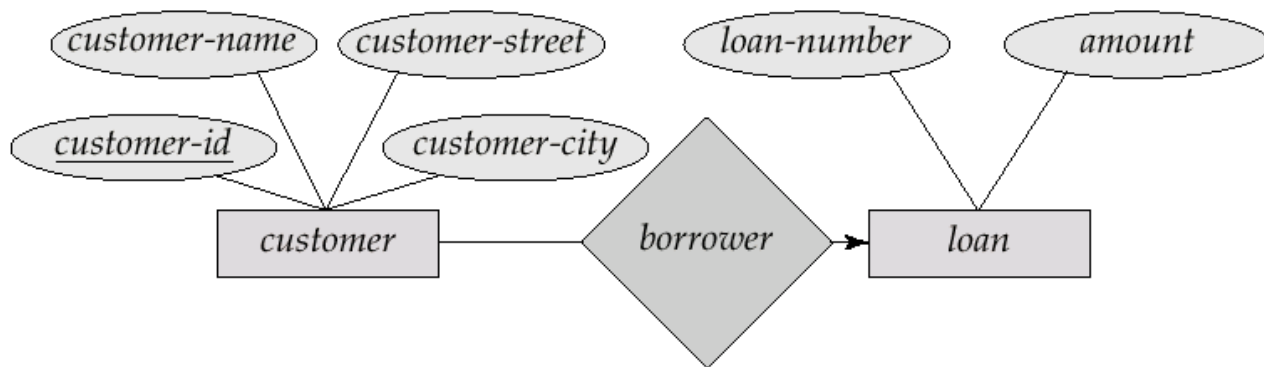 customer-name
customer-street
loan-number
amount
customer-id
customer-city
customer
borrower
loan